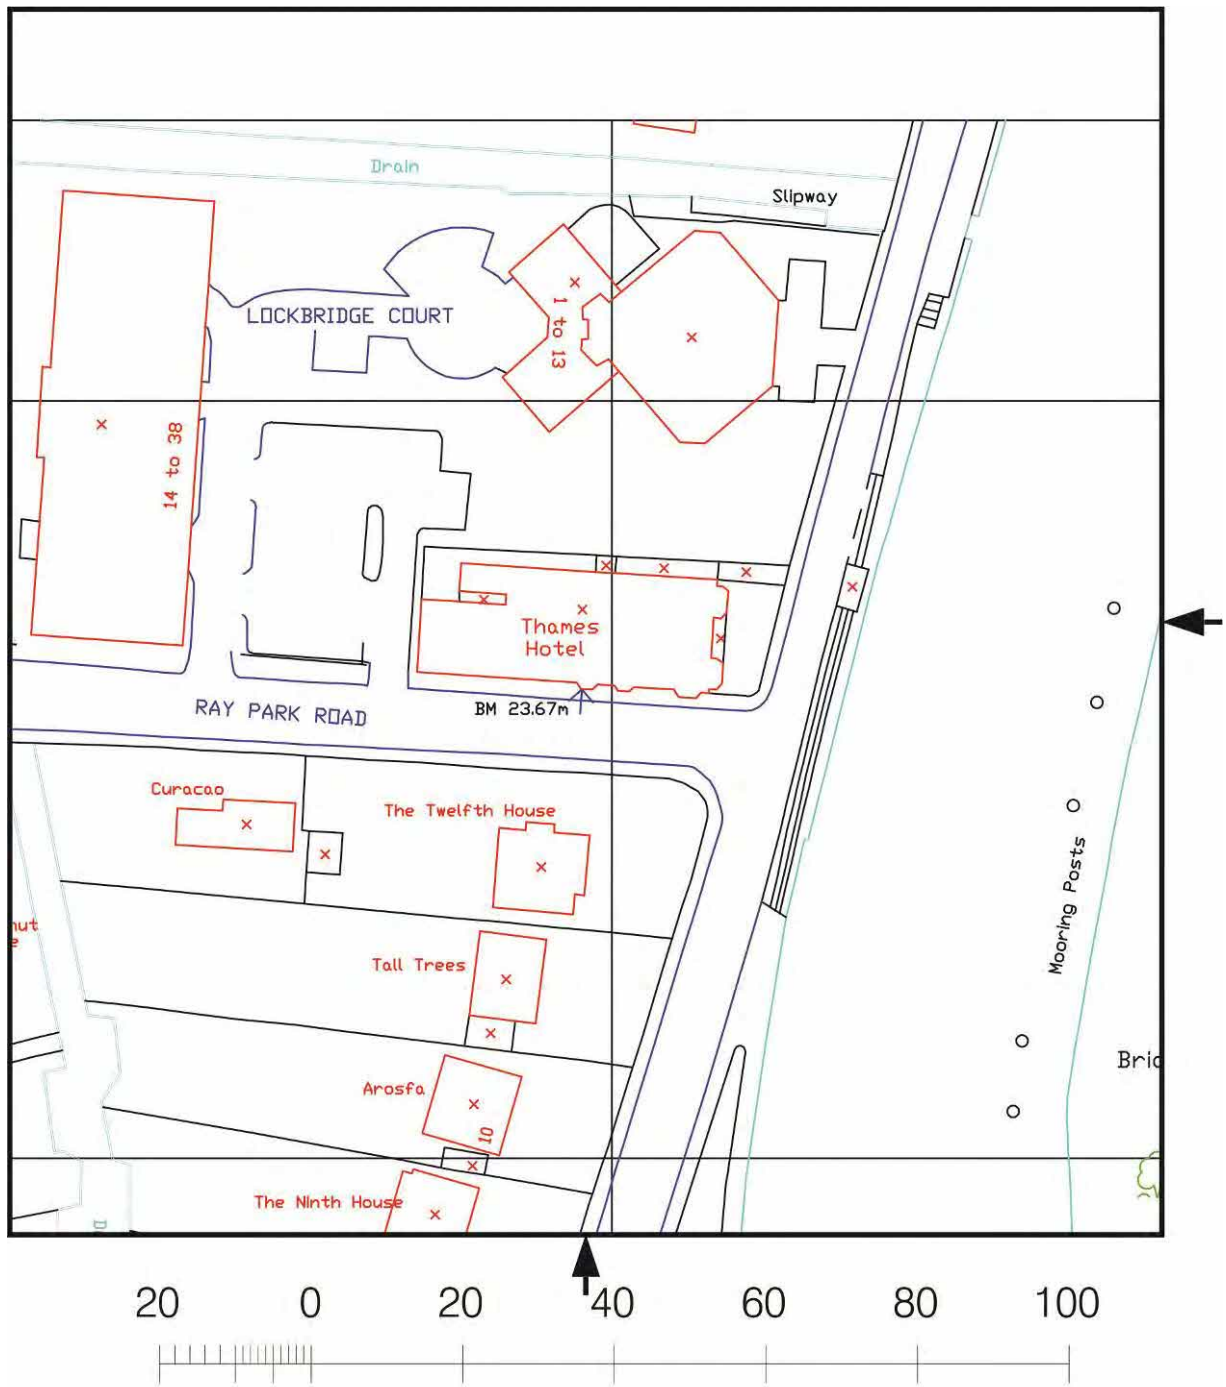 Drain
Slipway
LOCKBRIDGE COURT
1 to 13
14 to 38
Thames
Hotel
BM 23.67m
RAY PARK ROAD
Curacao
The Twelfth House
Mooring Posts
Tall Trees
Arosfa
10
The Ninth House
20 0 20 40 60 80 100